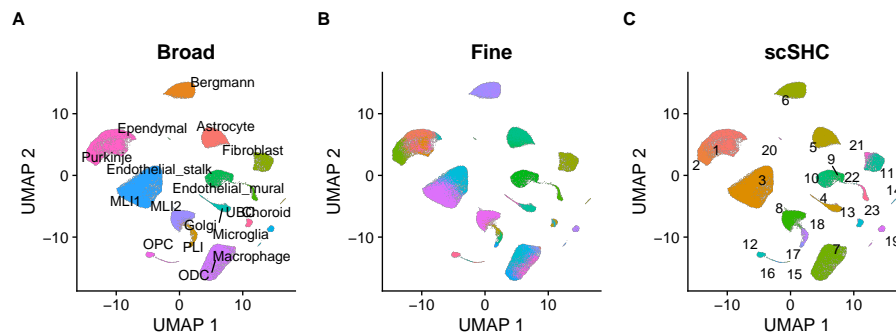 A
B
C
Broad
Fine
scSHC
UMAP 2
10
0
−10
−10
0
10
UMAP 1
Bergmann
Ependymal
Astrocyte
Purkinje
Fibroblast
Endothelial_stalk
Endothelial_mural
MLI1
MLI2
UBC
Choroid
Golgi
Microglia
OPC
PLI
Macrophage
ODC
UMAP 2
10
0
−10
−10
0
10
UMAP 1
UMAP 2
10
0
−10
−10
0
10
UMAP 1
6
1
20
5
21
2
9
11
3
10
22
14
4
8
13
18
23
12
17
7
19
16
15